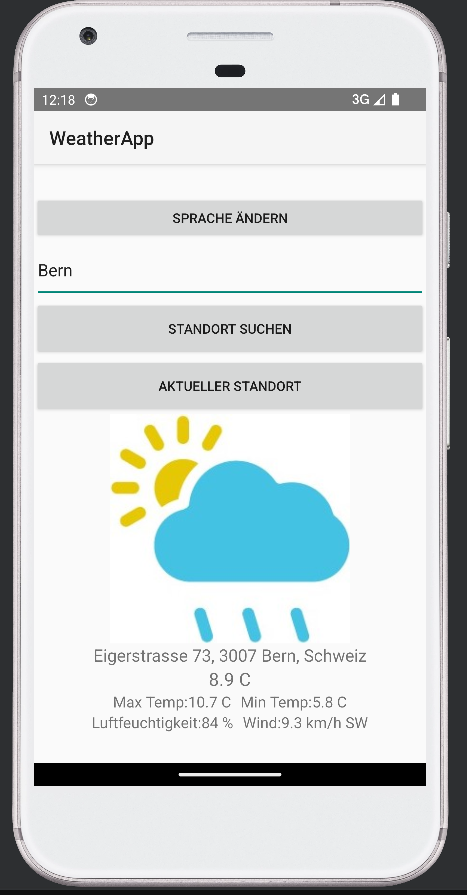 12:18 3G
WeatherApp
SPRACHE ÄNDERN
Bern
STANDORT SUCHEN
AKTUELLER STANDORT
Eigerstrasse 73, 3007 Bern, Schweiz
8.9 C
Max Temp:10.7 C Min Temp:5.8 C
Luftfeuchtigkeit:84 % Wind:9.3 km/h SW